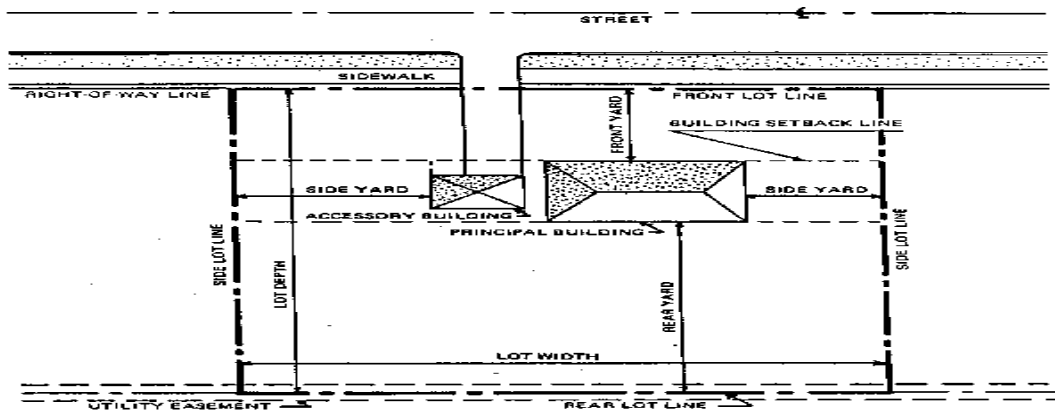 STREET
SIDEWALK
RIGHT-OF-WAY LINE
FRONT LOT LINE
FRONT YARD
BUILDING SETBACK LINE
SIDE YARD
SIDE YARD
ACCESSORY BUILDING
PRINCIPAL BUILDING
SIDE LOT LINE
LOT DEPTH
REAR YARD
SIDE LOT LINE
LOT WIDTH
UTILITY EASEMENT
REAR LOT LINE